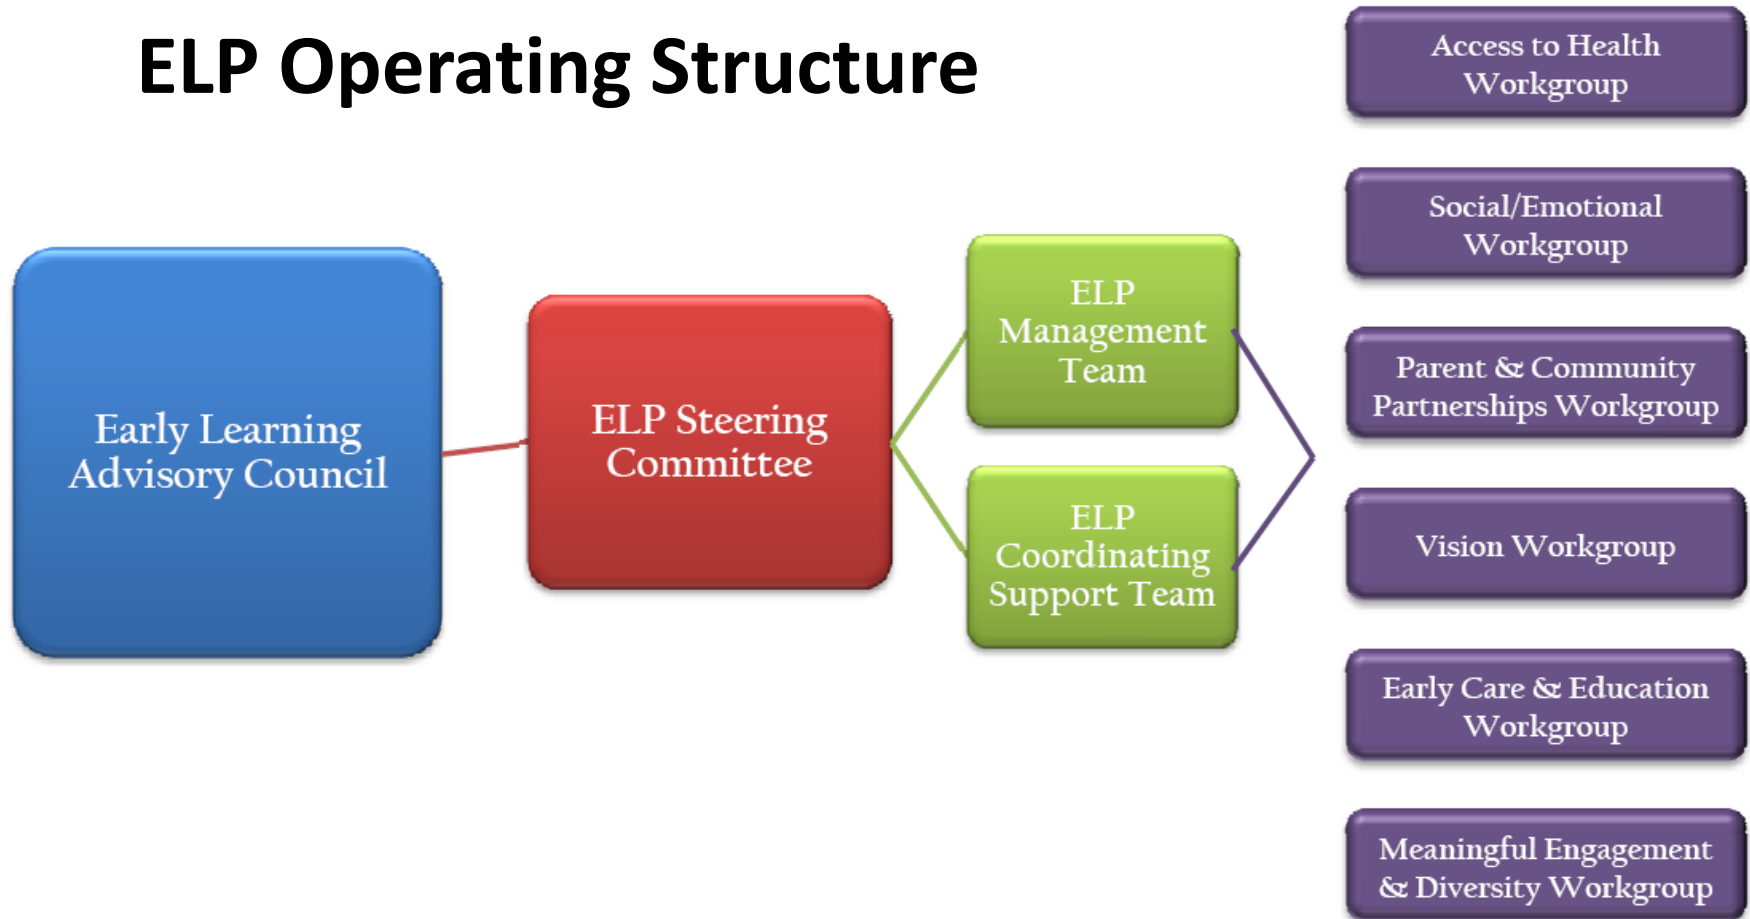 ELP Operating Structure
Early Learning
Advisory Council
ELP Steering
Committee
ELP
Management
Team
ELP
Coordinating
Support Team
Access to Health
Workgroup
Social/Emotional
Workgroup
Parent & Community
Partnerships Workgroup
Vision Workgroup
Early Care & Education
Workgroup
Meaningful Engagement
& Diversity Workgroup